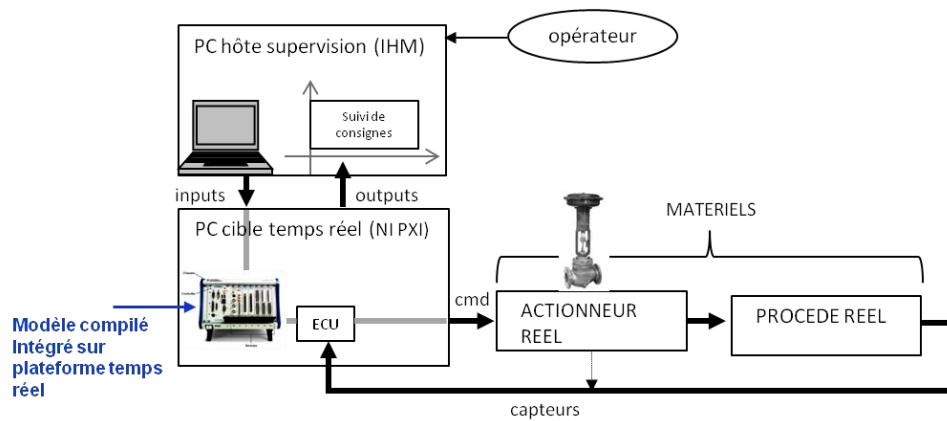 PC hôte supervision (IHM)
opérateur
Suivi de
consignes
inputs
outputs
PC cible temps réel (NI PXI)
MATERIELS
Modèle compilé
Intégré sur
plateforme temps
réel
ECU
cmd
ACTIONNEUR
REEL
PROCEDE REEL
capteurs